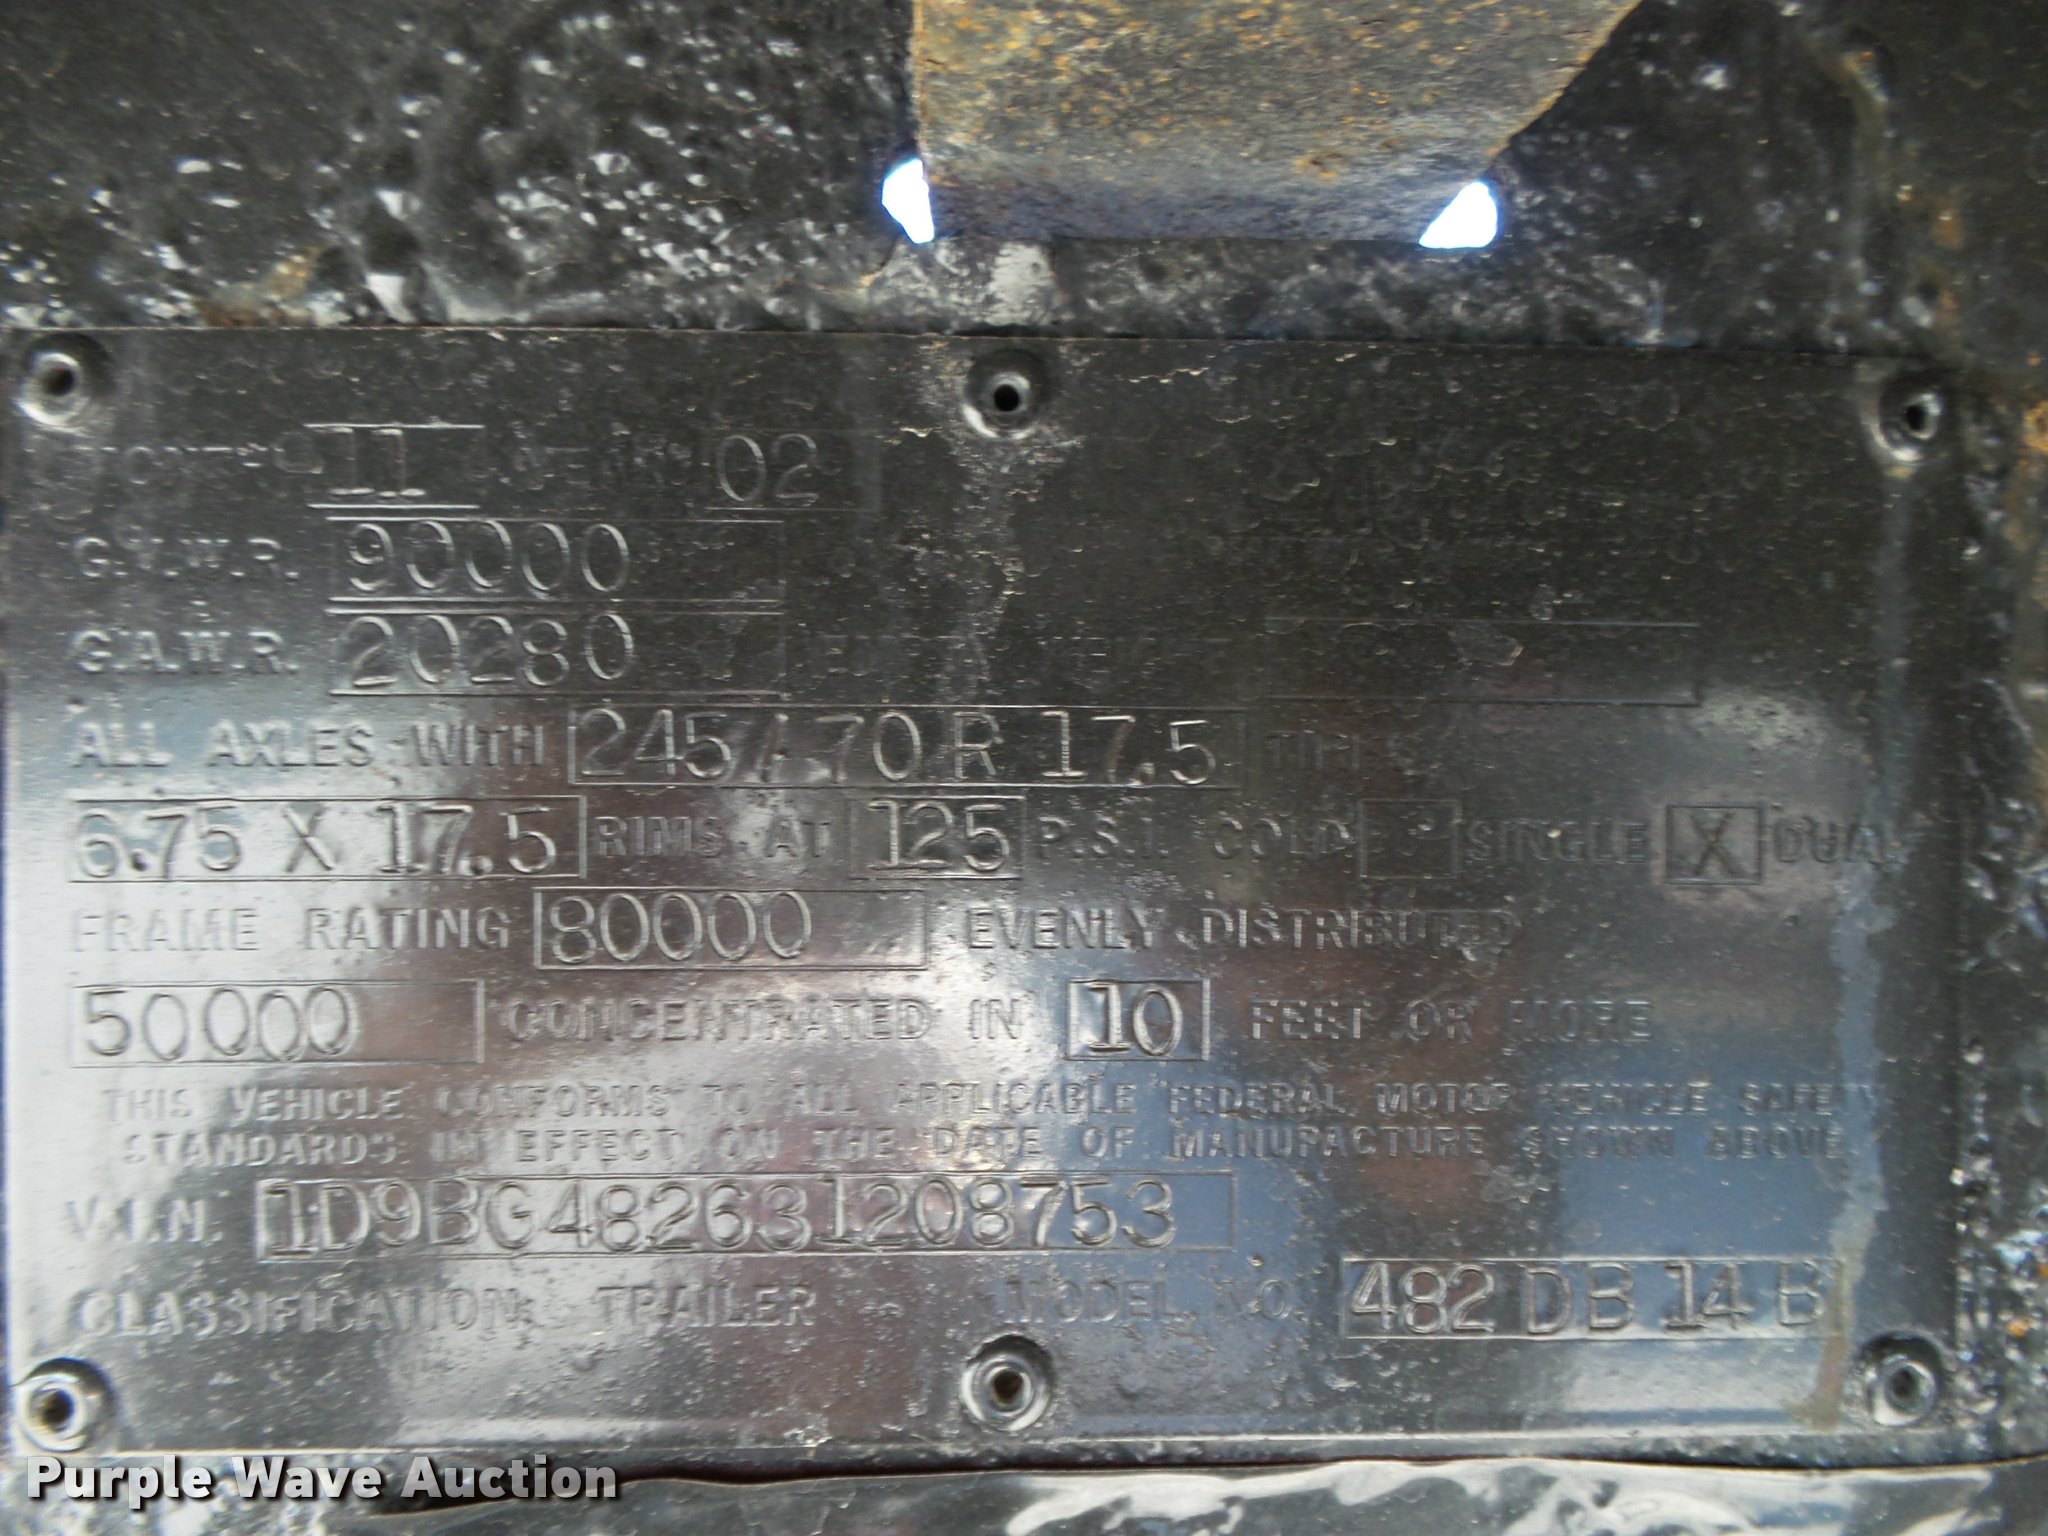 11 02
G.V.W.R. 90000
G.A.W.R. 20280
ALL AXLES WITH 245/70 R 17.5 TIRES
6.75 X 17.5 RIMS AT 125 P.S.I. COLD SINGLE X DUAL
FRAME RATING 80000 EVENLY DISTRIBUTED
50000 CONCENTRATED IN 10 FEET OR MORE
THIS VEHICLE CONFORMS TO ALL APPLICABLE FEDERAL MOTOR VEHICLE SAFETY
STANDARDS IN EFFECT ON THE DATE OF MANUFACTURE SHOWN ABOVE
V.I.N. 1D9BG482631208753
CLASSIFICATION: TRAILER MODEL NO. 482 DB 14 B
Purple Wave Auction